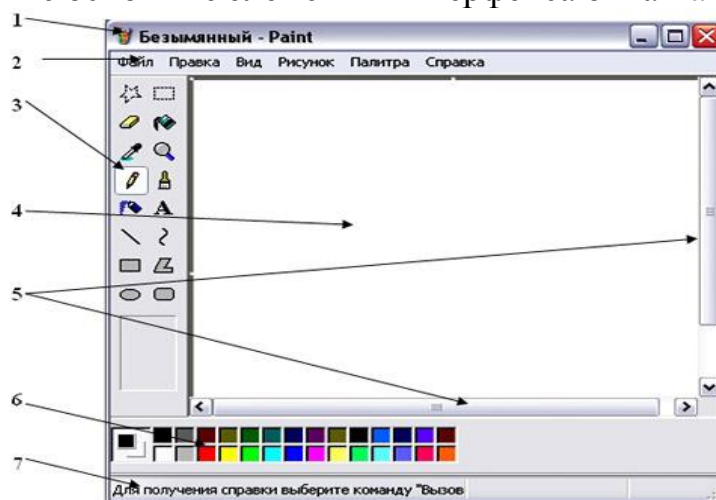 1
Безымянный - Paint
2
Файл Правка Вид Рисунок Палитра Справка
3
A
4
5
6
7
Для получения справки выберите команду "Вызов